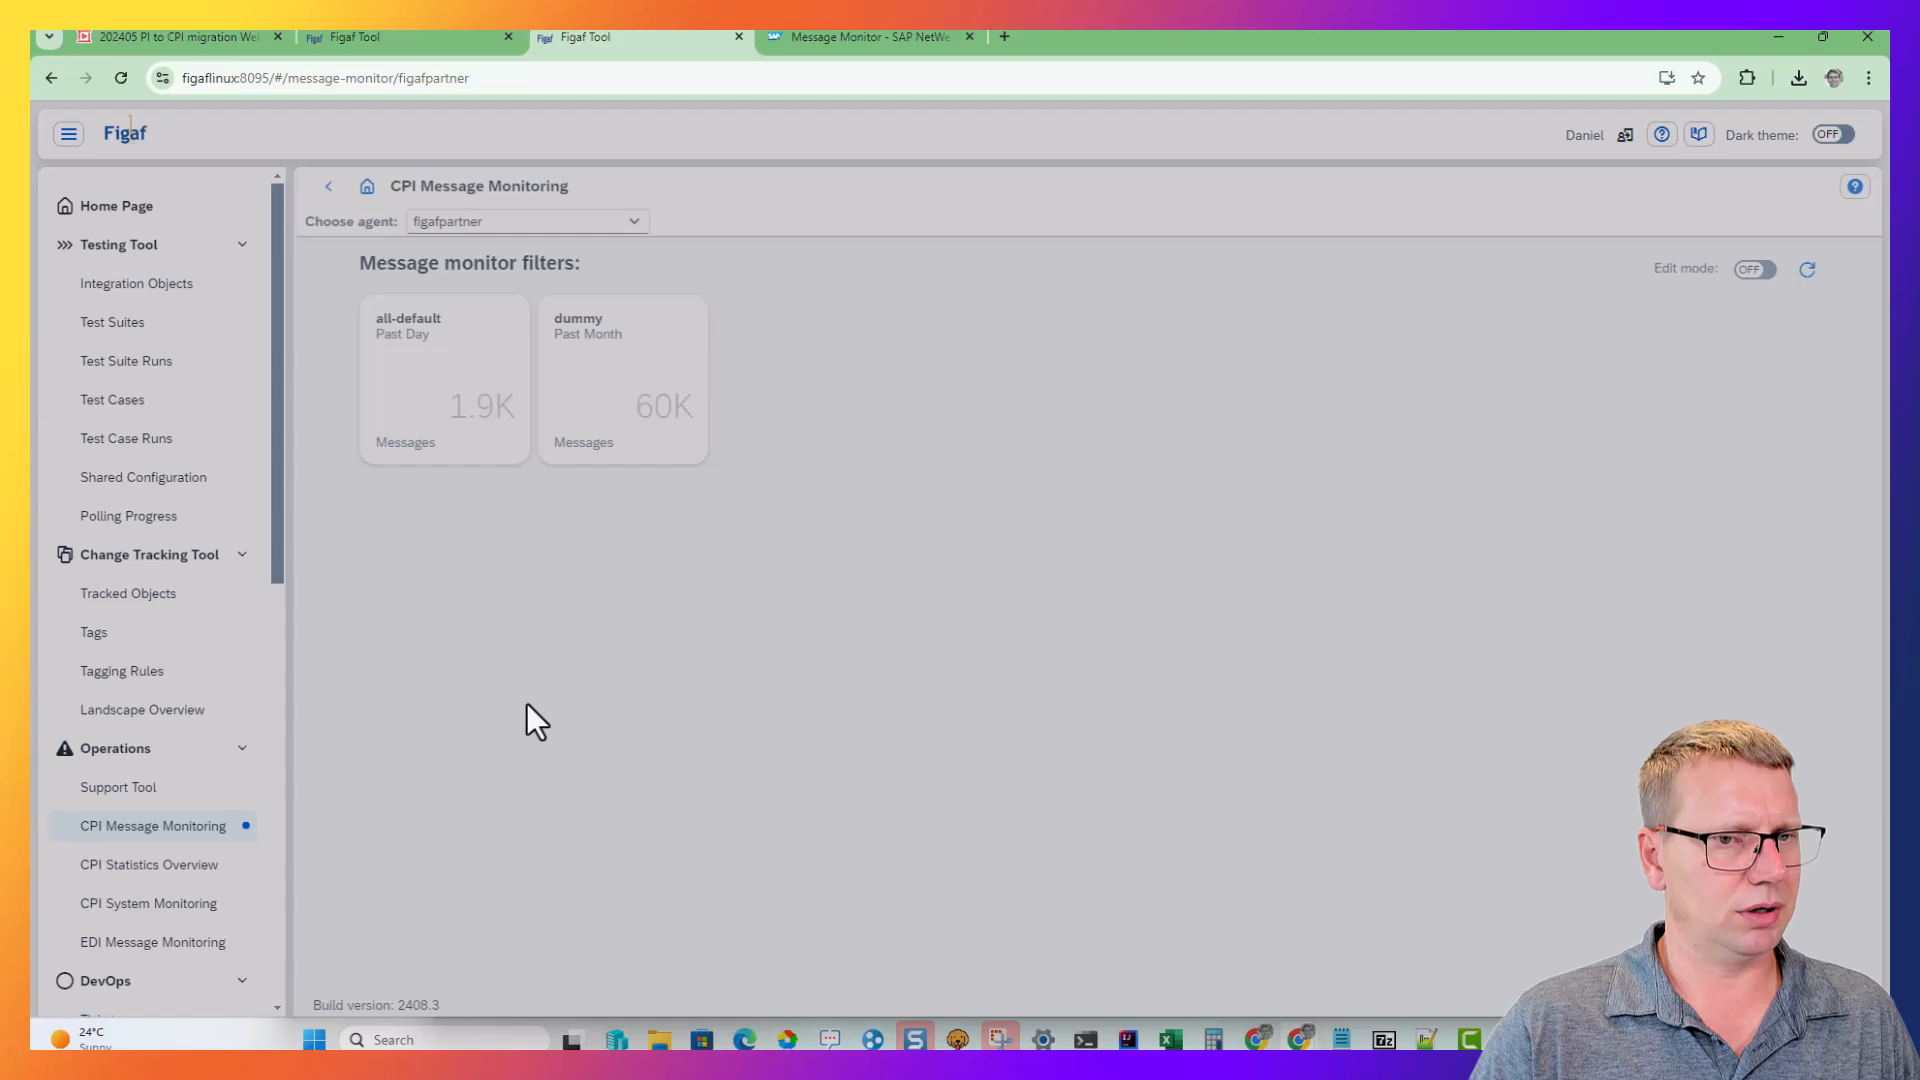 202405 PI to CPI migration We
Figaf Tool
Figaf Tool
Message Monitor - SAP NetWe
figaflinux:8095/#/message-monitor/figafpartner
Figaf
Daniel
Dark theme:
OFF
Home Page
Testing Tool
Integration Objects
Test Suites
Test Suite Runs
Test Cases
Test Case Runs
Shared Configuration
Polling Progress
Change Tracking Tool
Tracked Objects
Tags
Tagging Rules
Landscape Overview
Operations
Support Tool
CPI Message Monitoring
CPI Statistics Overview
CPI System Monitoring
EDI Message Monitoring
DevOps
CPI Message Monitoring
Choose agent: figafpartner
Message monitor filters:
Edit mode: OFF
all-default
Past Day
1.9K
Messages
dummy
Past Month
60K
Messages
Build version: 2408.3
24°C
Sunny
Search
7z